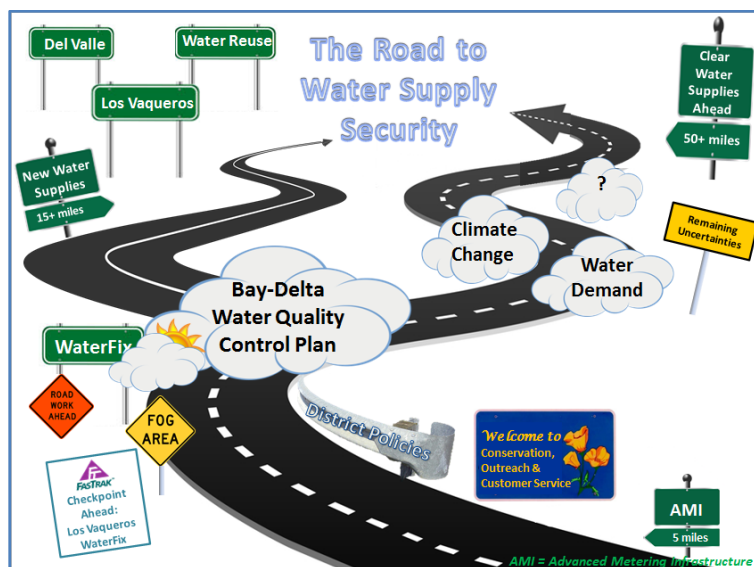 The Road to
Water Supply
Security
Del Valle
Water Reuse
Los Vaqueros
Clear
Water
Supplies
Ahead
50+ miles
New Water
Supplies
15+ miles
?
Remaining
Uncertainties
Climate
Change
Water
Demand
Bay-Delta
Water Quality
Control Plan
WaterFix
ROAD
WORK
AHEAD
FOG
AREA
District Policies
Welcome to
Conservation,
Outreach &
Customer Service
FASTRAK
Checkpoint
Ahead:
Los Vaqueros
WaterFix
AMI
5 miles
AMI = Advanced Metering Infrastructure